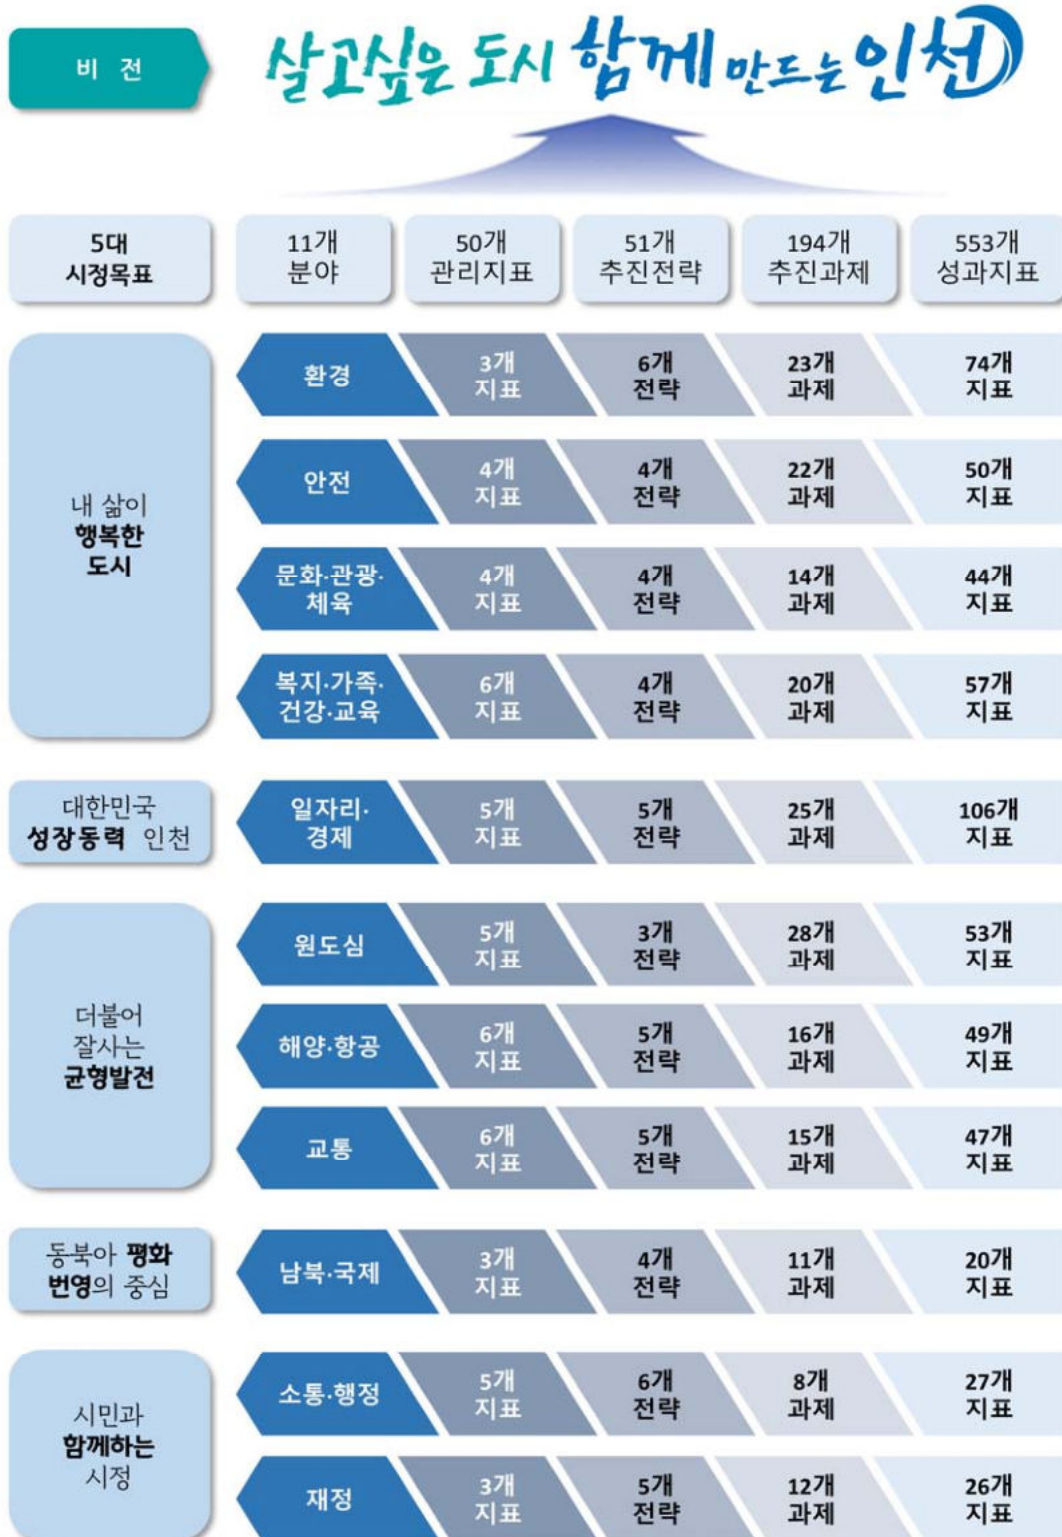 비 전
살고싶은 도시 함께 만드는 인천
5대
시정목표
11개
분야
50개
관리지표
51개
추진전략
194개
추진과제
553개
성과지표
내 삶이
행복한
도시
환경
3개
지표
6개
전략
23개
과제
74개
지표
안전
4개
지표
4개
전략
22개
과제
50개
지표
문화·관광·
체육
4개
지표
4개
전략
14개
과제
44개
지표
복지·가족·
건강·교육
6개
지표
4개
전략
20개
과제
57개
지표
대한민국
성장동력 인천
일자리·
경제
5개
지표
5개
전략
25개
과제
106개
지표
더불어
잘사는
균형발전
원도심
5개
지표
3개
전략
28개
과제
53개
지표
해양·항공
6개
지표
5개
전략
16개
과제
49개
지표
교통
6개
지표
5개
전략
15개
과제
47개
지표
동북아 평화
번영의 중심
남북·국제
3개
지표
4개
전략
11개
과제
20개
지표
시민과
함께하는
시정
소통·행정
5개
지표
6개
전략
8개
과제
27개
지표
재정
3개
지표
5개
전략
12개
과제
26개
지표